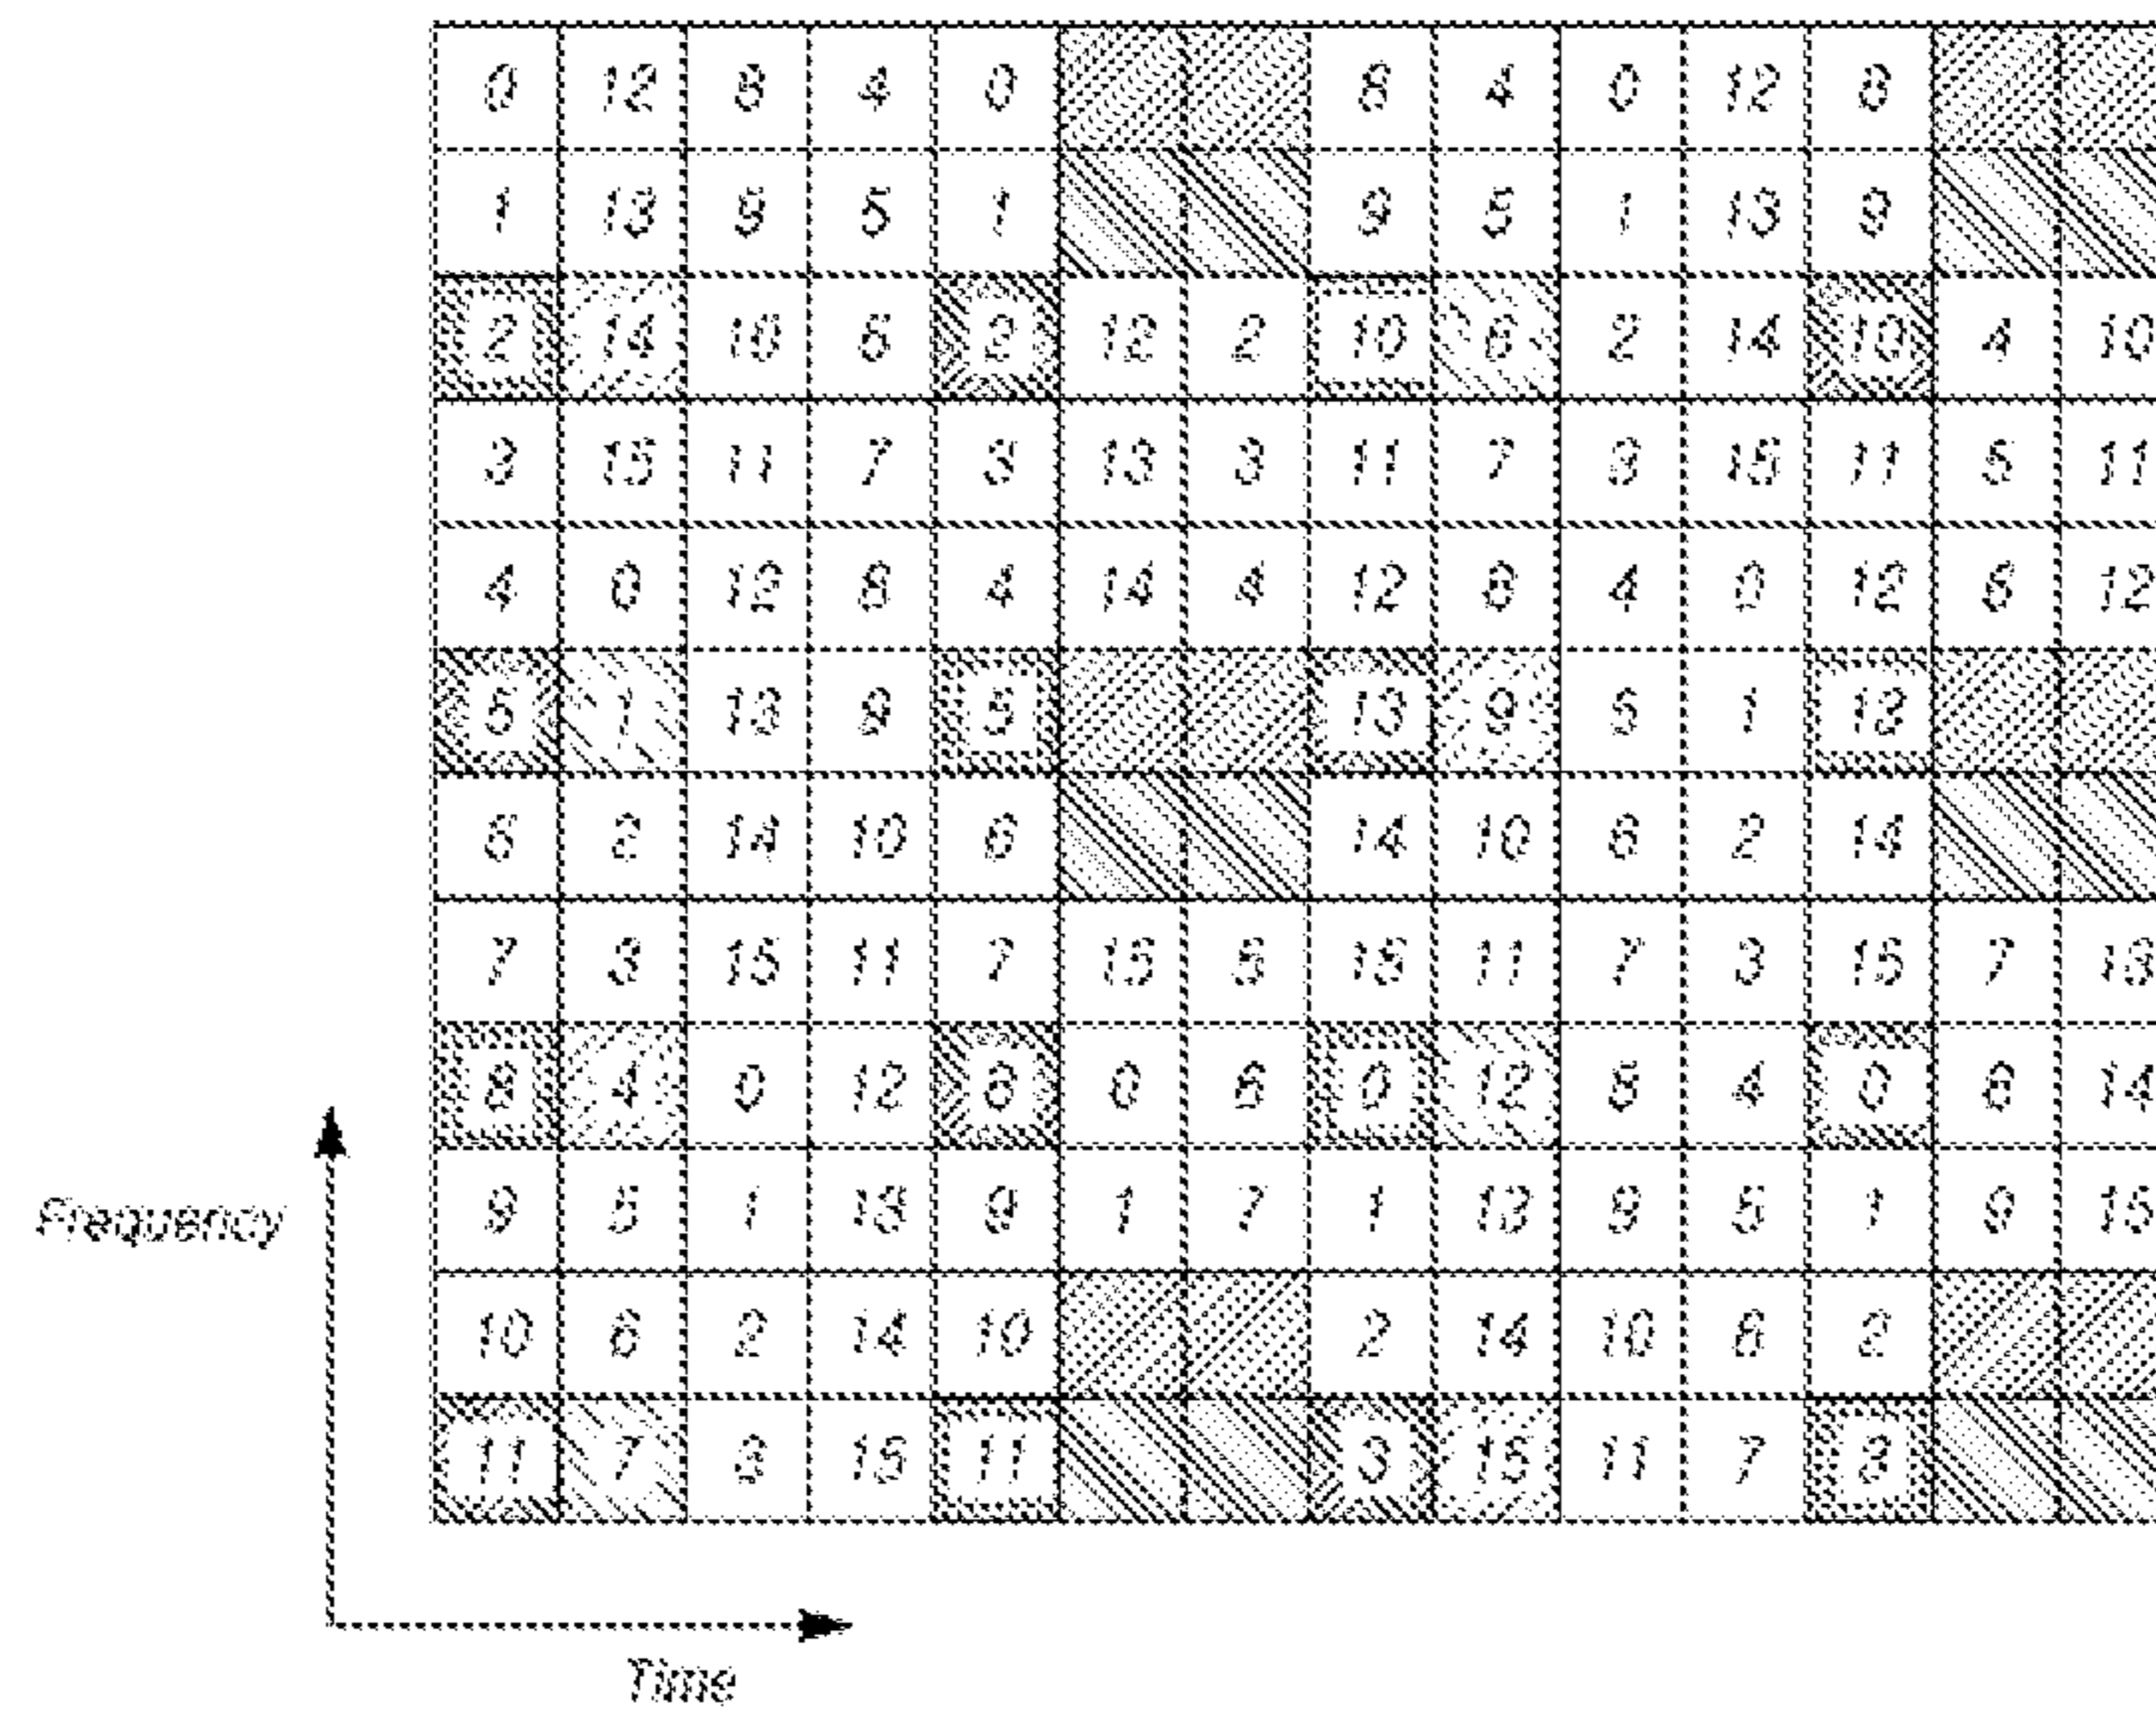 0 12 8 4 0 8 4 0 12 8
1 13 9 5 1 9 5 1 13 9
2 14 10 6 2 12 2 10 6 2 14 10 4 10
3 15 11 7 3 13 3 11 7 3 15 11 5 11
4 0 12 8 4 14 4 12 8 4 0 12 6 12
5 1 13 9 5 13 9 5 1 13
6 2 14 10 6 14 10 6 2 14
7 3 15 11 7 15 5 15 11 7 3 15 7 13
8 4 0 12 8 0 6 0 12 8 4 0 8 14
9 5 1 13 9 1 7 1 13 9 5 1 9 15
10 6 2 14 10 2 14 10 6 2
11 7 3 15 11 3 15 11 7 3
Frequency
Time